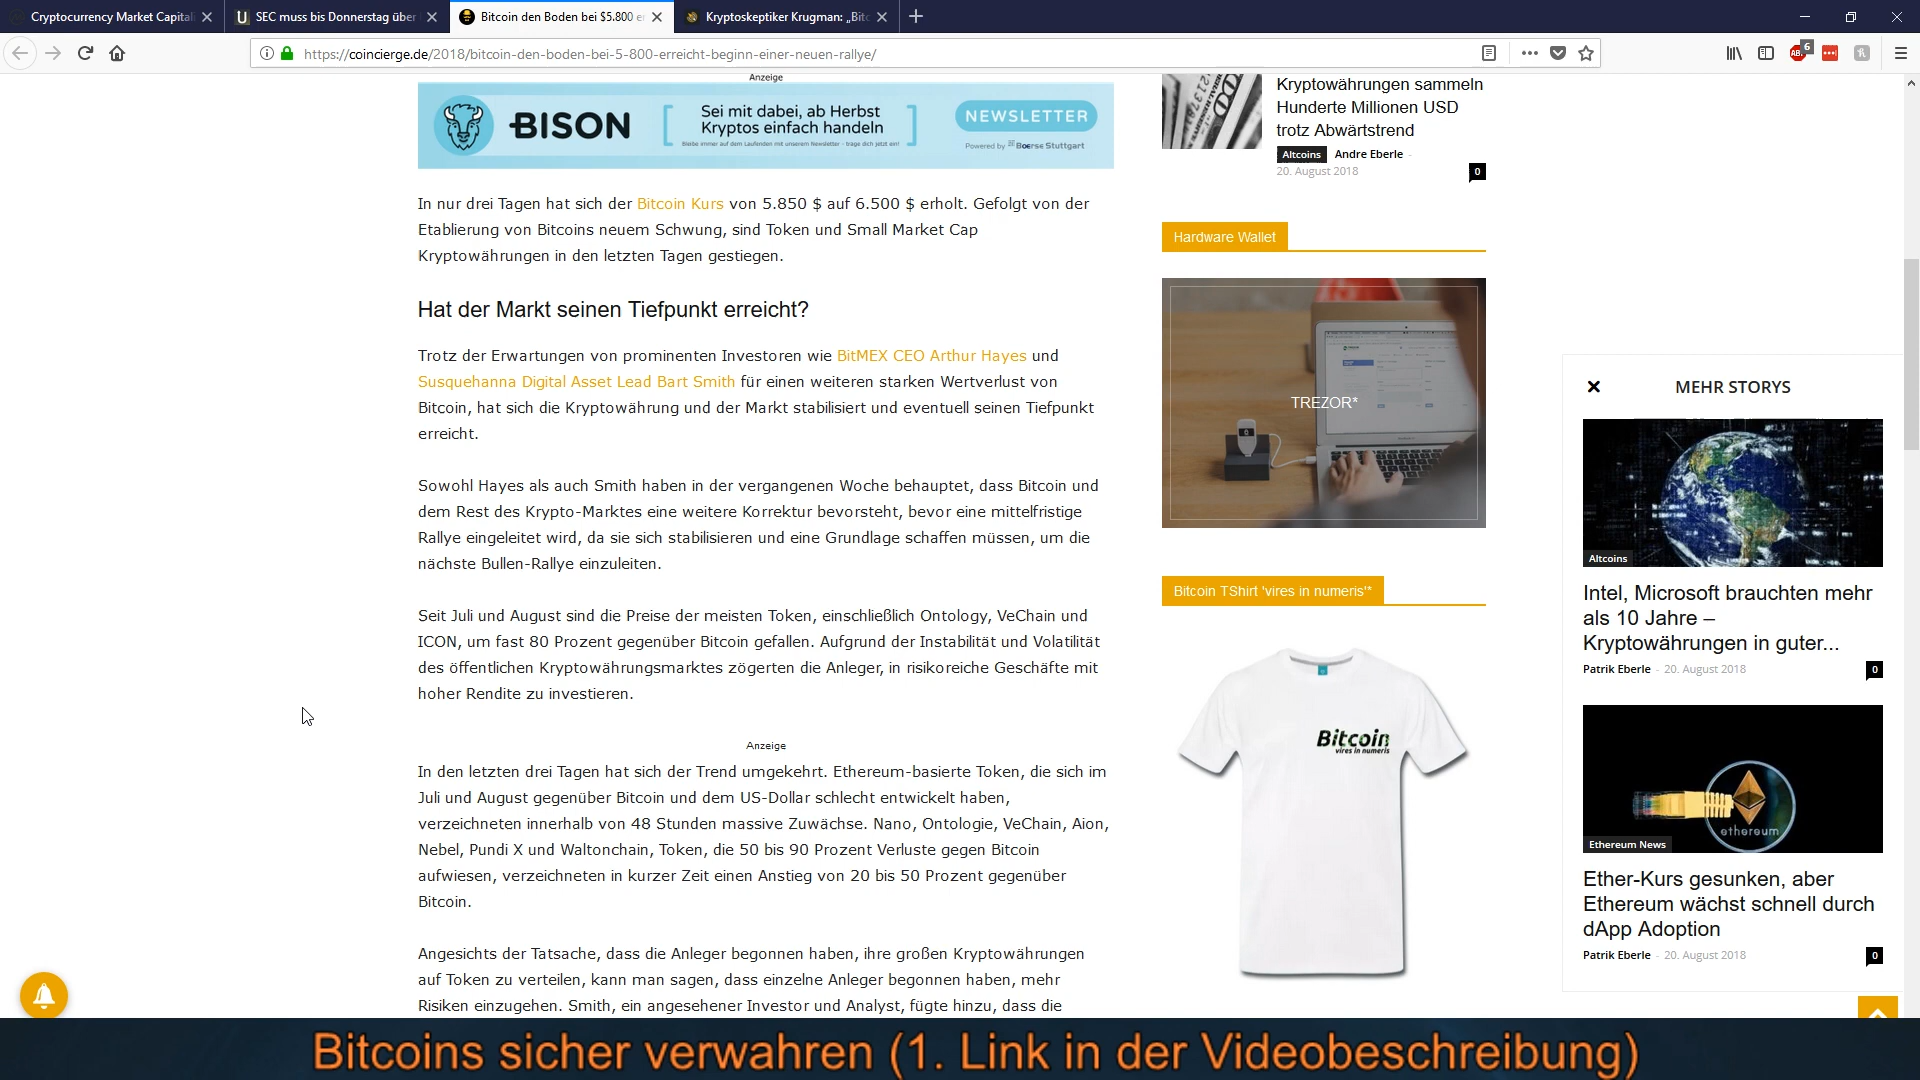 Cryptocurrency Market Capital
SEC muss bis Donnerstag über
Bitcoin den Boden bei $5.800 er
Kryptoskeptiker Krugman: „Bitc
https://coincierge.de/2018/bitcoin-den-boden-bei-5-800-erreicht-beginn-einer-neuen-rallye/
6
Anzeige
BISON
Sei mit dabei, ab Herbst
Kryptos einfach handeln
Bleibe immer auf dem Laufenden mit unserem Newsletter - trage dich jetzt ein!
NEWSLETTER
Powered by Boerse Stuttgart
In nur drei Tagen hat sich der Bitcoin Kurs von 5.850 $ auf 6.500 $ erholt. Gefolgt von der
Etablierung von Bitcoins neuem Schwung, sind Token und Small Market Cap
Kryptowährungen in den letzten Tagen gestiegen.
Hat der Markt seinen Tiefpunkt erreicht?
Trotz der Erwartungen von prominenten Investoren wie BitMEX CEO Arthur Hayes und
Susquehanna Digital Asset Lead Bart Smith für einen weiteren starken Wertverlust von
Bitcoin, hat sich die Kryptowährung und der Markt stabilisiert und eventuell seinen Tiefpunkt
erreicht.
Sowohl Hayes als auch Smith haben in der vergangenen Woche behauptet, dass Bitcoin und
dem Rest des Krypto-Marktes eine weitere Korrektur bevorsteht, bevor eine mittelfristige
Rallye eingeleitet wird, da sie sich stabilisieren und eine Grundlage schaffen müssen, um die
nächste Bullen-Rallye einzuleiten.
Seit Juli und August sind die Preise der meisten Token, einschließlich Ontology, VeChain und
ICON, um fast 80 Prozent gegenüber Bitcoin gefallen. Aufgrund der Instabilität und Volatilität
des öffentlichen Kryptowährungsmarktes zögerten die Anleger, in risikoreiche Geschäfte mit
hoher Rendite zu investieren.
Anzeige
In den letzten drei Tagen hat sich der Trend umgekehrt. Ethereum-basierte Token, die sich im
Juli und August gegenüber Bitcoin und dem US-Dollar schlecht entwickelt haben,
verzeichneten innerhalb von 48 Stunden massive Zuwächse. Nano, Ontologie, VeChain, Aion,
Nebel, Pundi X und Waltonchain, Token, die 50 bis 90 Prozent Verluste gegen Bitcoin
aufwiesen, verzeichneten in kurzer Zeit einen Anstieg von 20 bis 50 Prozent gegenüber
Bitcoin.
Angesichts der Tatsache, dass die Anleger begonnen haben, ihre großen Kryptowährungen
auf Token zu verteilen, kann man sagen, dass einzelne Anleger begonnen haben, mehr
Risiken einzugehen. Smith, ein angesehener Investor und Analyst, fügte hinzu, dass die
Kryptowährungen sammeln
Hunderte Millionen USD
trotz Abwärtstrend
Altcoins Andre Eberle -
20. August 2018
0
Hardware Wallet
TREZOR*
Bitcoin TShirt 'vires in numeris'*
Bitcoin
vires in numeris
MEHR STORYS
Altcoins
Intel, Microsoft brauchten mehr
als 10 Jahre –
Kryptowährungen in guter...
Patrik Eberle - 20. August 2018
0
ethereum
Ethereum News
Ether-Kurs gesunken, aber
Ethereum wächst schnell durch
dApp Adoption
Patrik Eberle - 20. August 2018
0
Bitcoins sicher verwahren (1. Link in der Videobeschreibung)